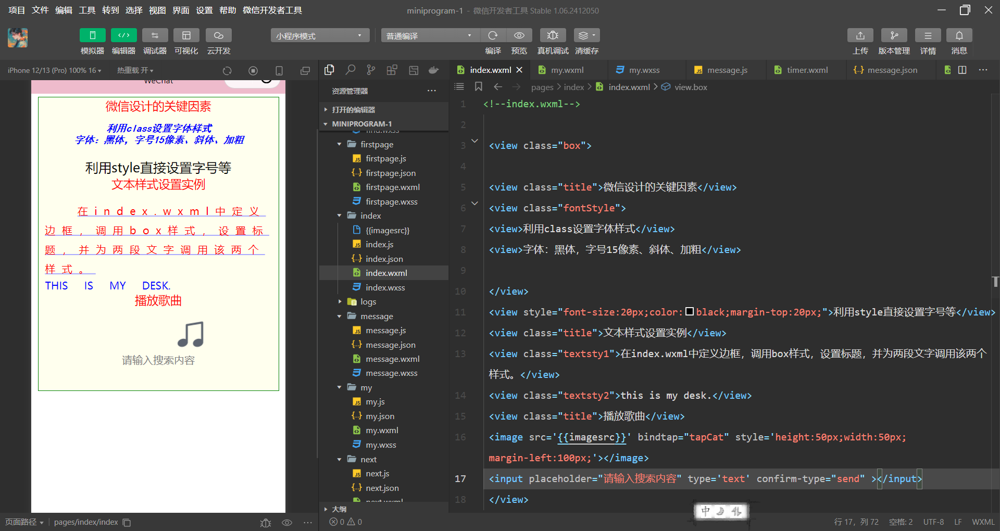 项目 文件 编辑 工具 转到 选择 视图 界面 设置 帮助 微信开发者工具
miniprogram-1 - 微信开发者工具 Stable 1.06.2412050
小程序模式
普通编译
模拟器 编辑器 调试器 可视化 云开发
编译 预览 真机调试 清缓存
上传 版本管理 详情 消息
iPhone 12/13 (Pro) 100% 16
热重载 开
WeChat
微信设计的关键因素
利用class设置字体样式
字体：黑体，字号15像素、斜体、加粗
利用style直接设置字号等
文本样式设置实例
在index.wxml中定义
边框，调用box样式，设置标
题，并为两段文字调用该两个
样式。
THIS IS MY DESK.
播放歌曲
请输入搜索内容
页面路径
pages/index/index
资源管理器
打开的编辑器
MINIPROGRAM-1
find.wxss
firstpage
firstpage.js
firstpage.json
firstpage.wxml
firstpage.wxss
index
{{imagesrc}}
index.js
index.json
index.wxml
index.wxss
logs
message
message.js
message.json
message.wxml
message.wxss
my
my.js
my.json
my.wxml
my.wxss
next
next.js
next.json
next.wxml
大纲
0 0
index.wxml my.wxml my.wxss message.js timer.wxml message.json
pages > index > index.wxml > view.box
1 <!--index.wxml-->
2
3 <view class="box">
4
5 <view class="title">微信设计的关键因素</view>
6 <view class="fontStyle">
7 <view>利用class设置字体样式</view>
8 <view>字体：黑体，字号15像素、斜体、加粗</view>
9
10 </view>
11 <view style="font-size:20px;color:black;margin-top:20px;">利用style直接设置字号等</view>
12 <view class="title">文本样式设置实例</view>
13 <view class="textsty1">在index.wxml中定义边框，调用box样式，设置标题，并为两段文字调用该两个
样式。</view>
14 <view class="textsty2">this is my desk.</view>
15 <view class="title">播放歌曲</view>
16 <image src='{{imagesrc}}' bindtap="tapCat" style='height:50px;width:50px;
margin-left:100px;'></image>
17 <input placeholder="请输入搜索内容" type='text' confirm-type="send" ></input>
18 </view>
中
行 17，列 72 空格: 2 UTF-8 LF WXML